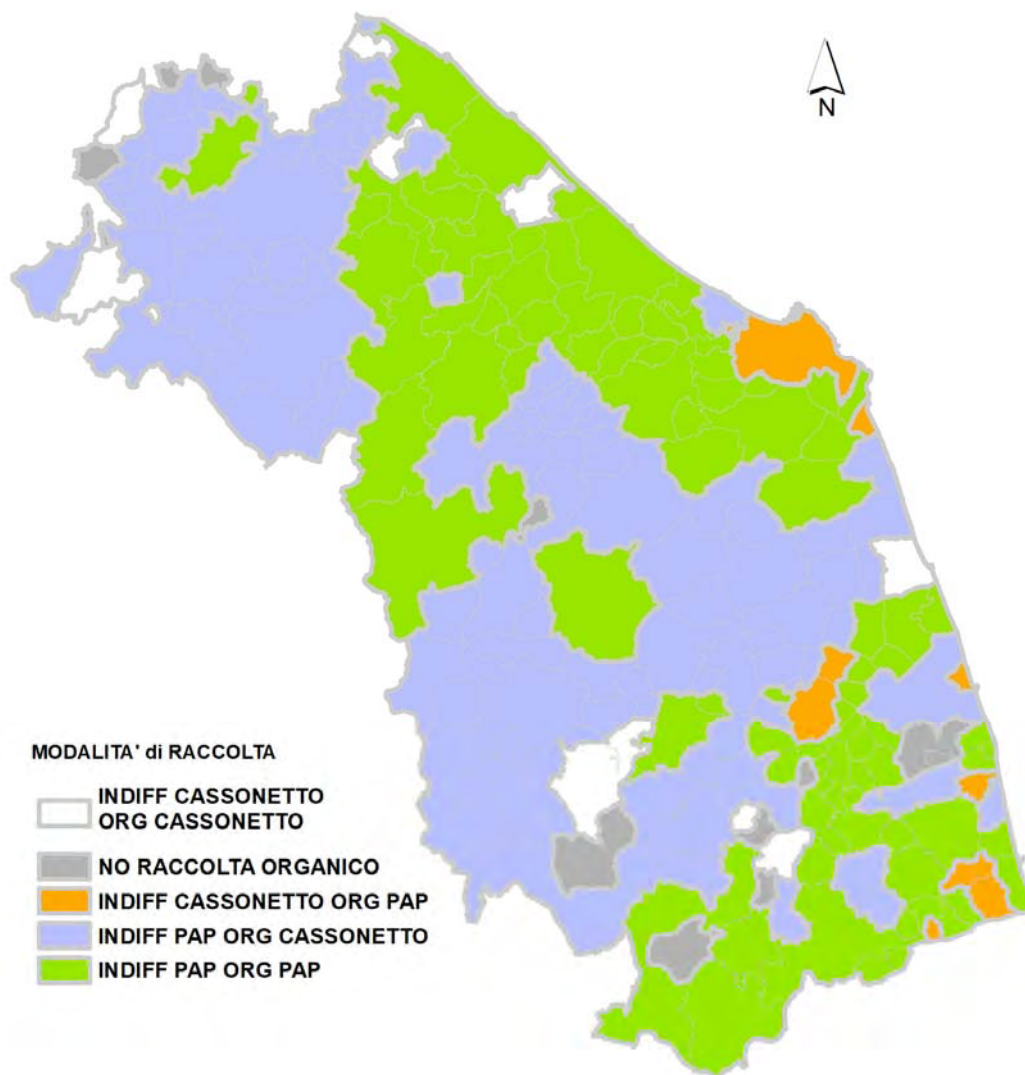 N
MODALITA' di RACCOLTA
INDIFF CASSONETTO
ORG CASSONETTO
NO RACCOLTA ORGANICO
INDIFF CASSONETTO ORG PAP
INDIFF PAP ORG CASSONETTO
INDIFF PAP ORG PAP